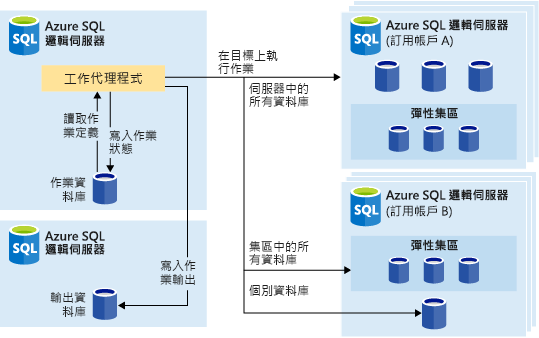 Azure SQL
邏輯伺服器
SQL
工作代理程式
讀取作
業定義
寫入作業
狀態
作業資
料庫
Azure SQL
邏輯伺服器
SQL
寫入作
業輸出
輸出資
料庫
在目標上執
行作業
伺服器中的
所有資料庫
集區中的所
有資料庫
個別資料庫
Azure SQL 邏輯伺服器
(訂用帳戶 A)
SQL
彈性集區
Azure SQL 邏輯伺服器
(訂用帳戶 B)
SQL
彈性集區